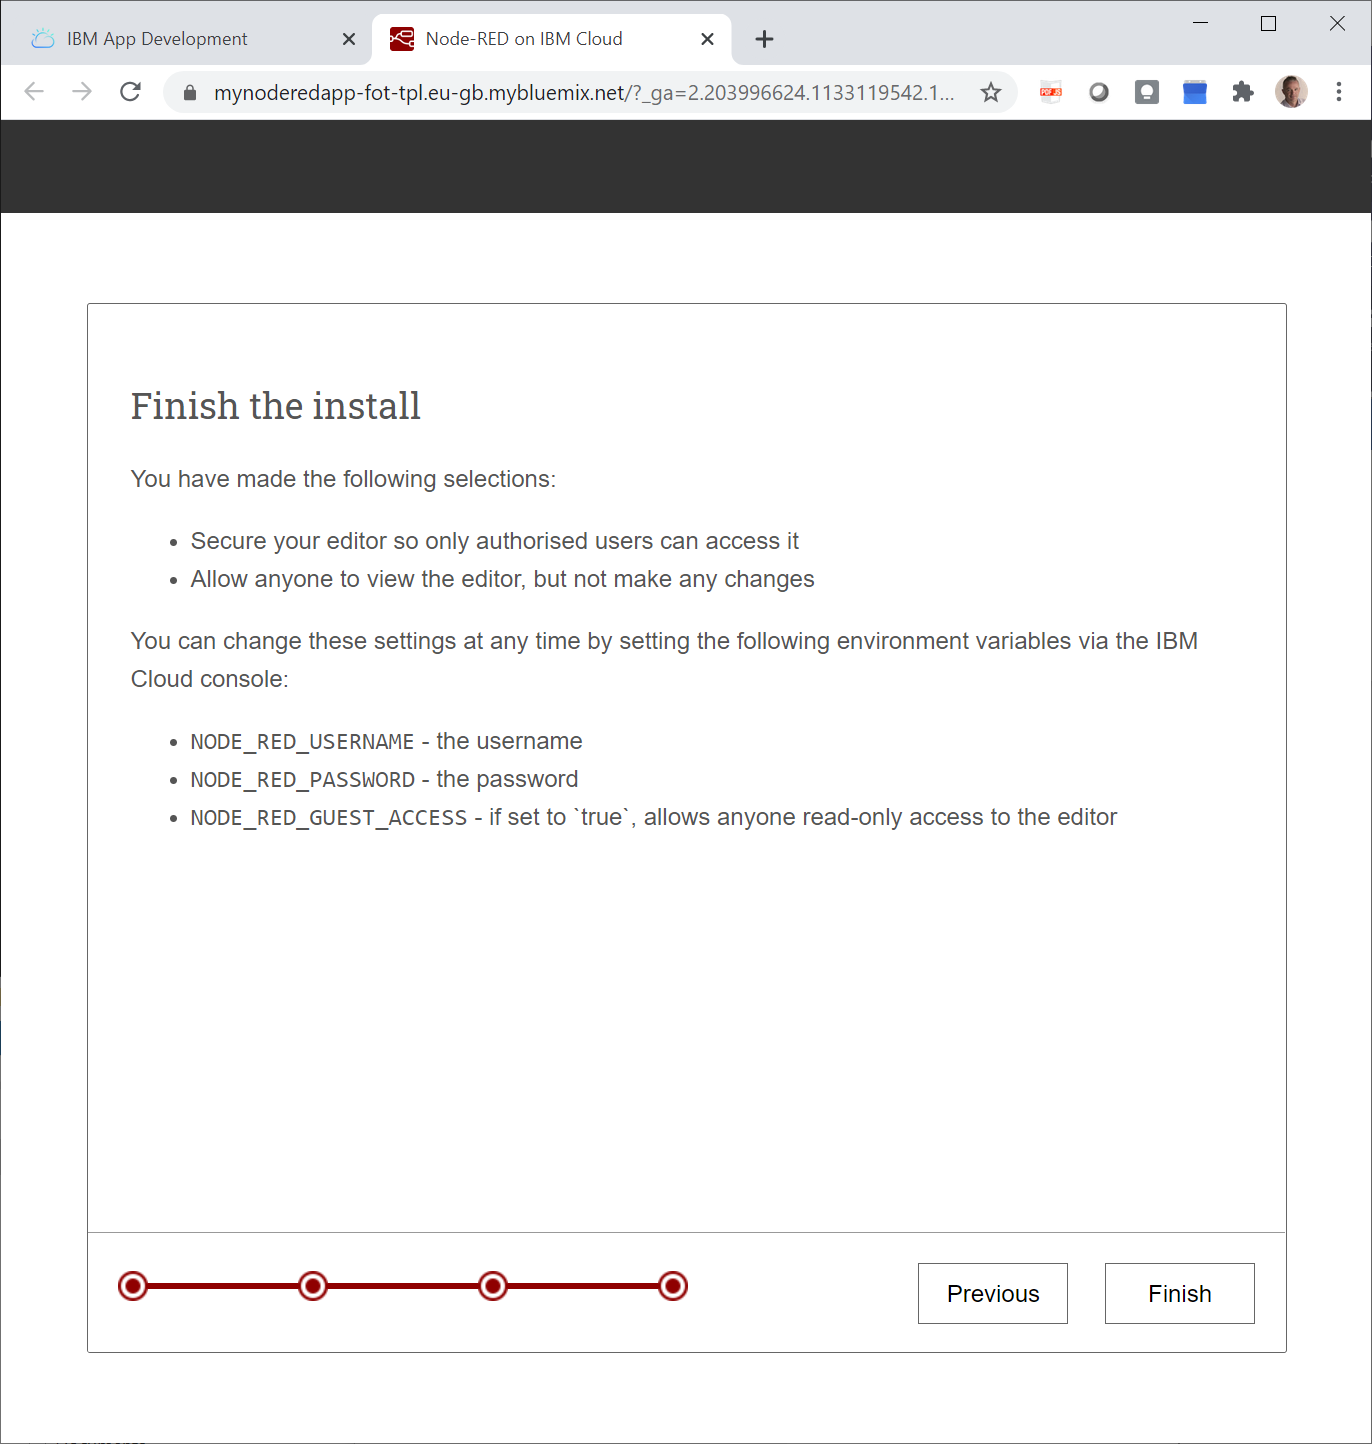 IBM App Development
Node-RED on IBM Cloud
mynoderedapp-fot-tpl.eu-gb.mybluemix.net/?_ga=2.203996624.1133119542.1...
PDF JS
Finish the install
You have made the following selections:
• Secure your editor so only authorised users can access it
• Allow anyone to view the editor, but not make any changes
You can change these settings at any time by setting the following environment variables via the IBM
Cloud console:
• NODE_RED_USERNAME - the username
• NODE_RED_PASSWORD - the password
• NODE_RED_GUEST_ACCESS - if set to `true`, allows anyone read-only access to the editor
Previous
Finish